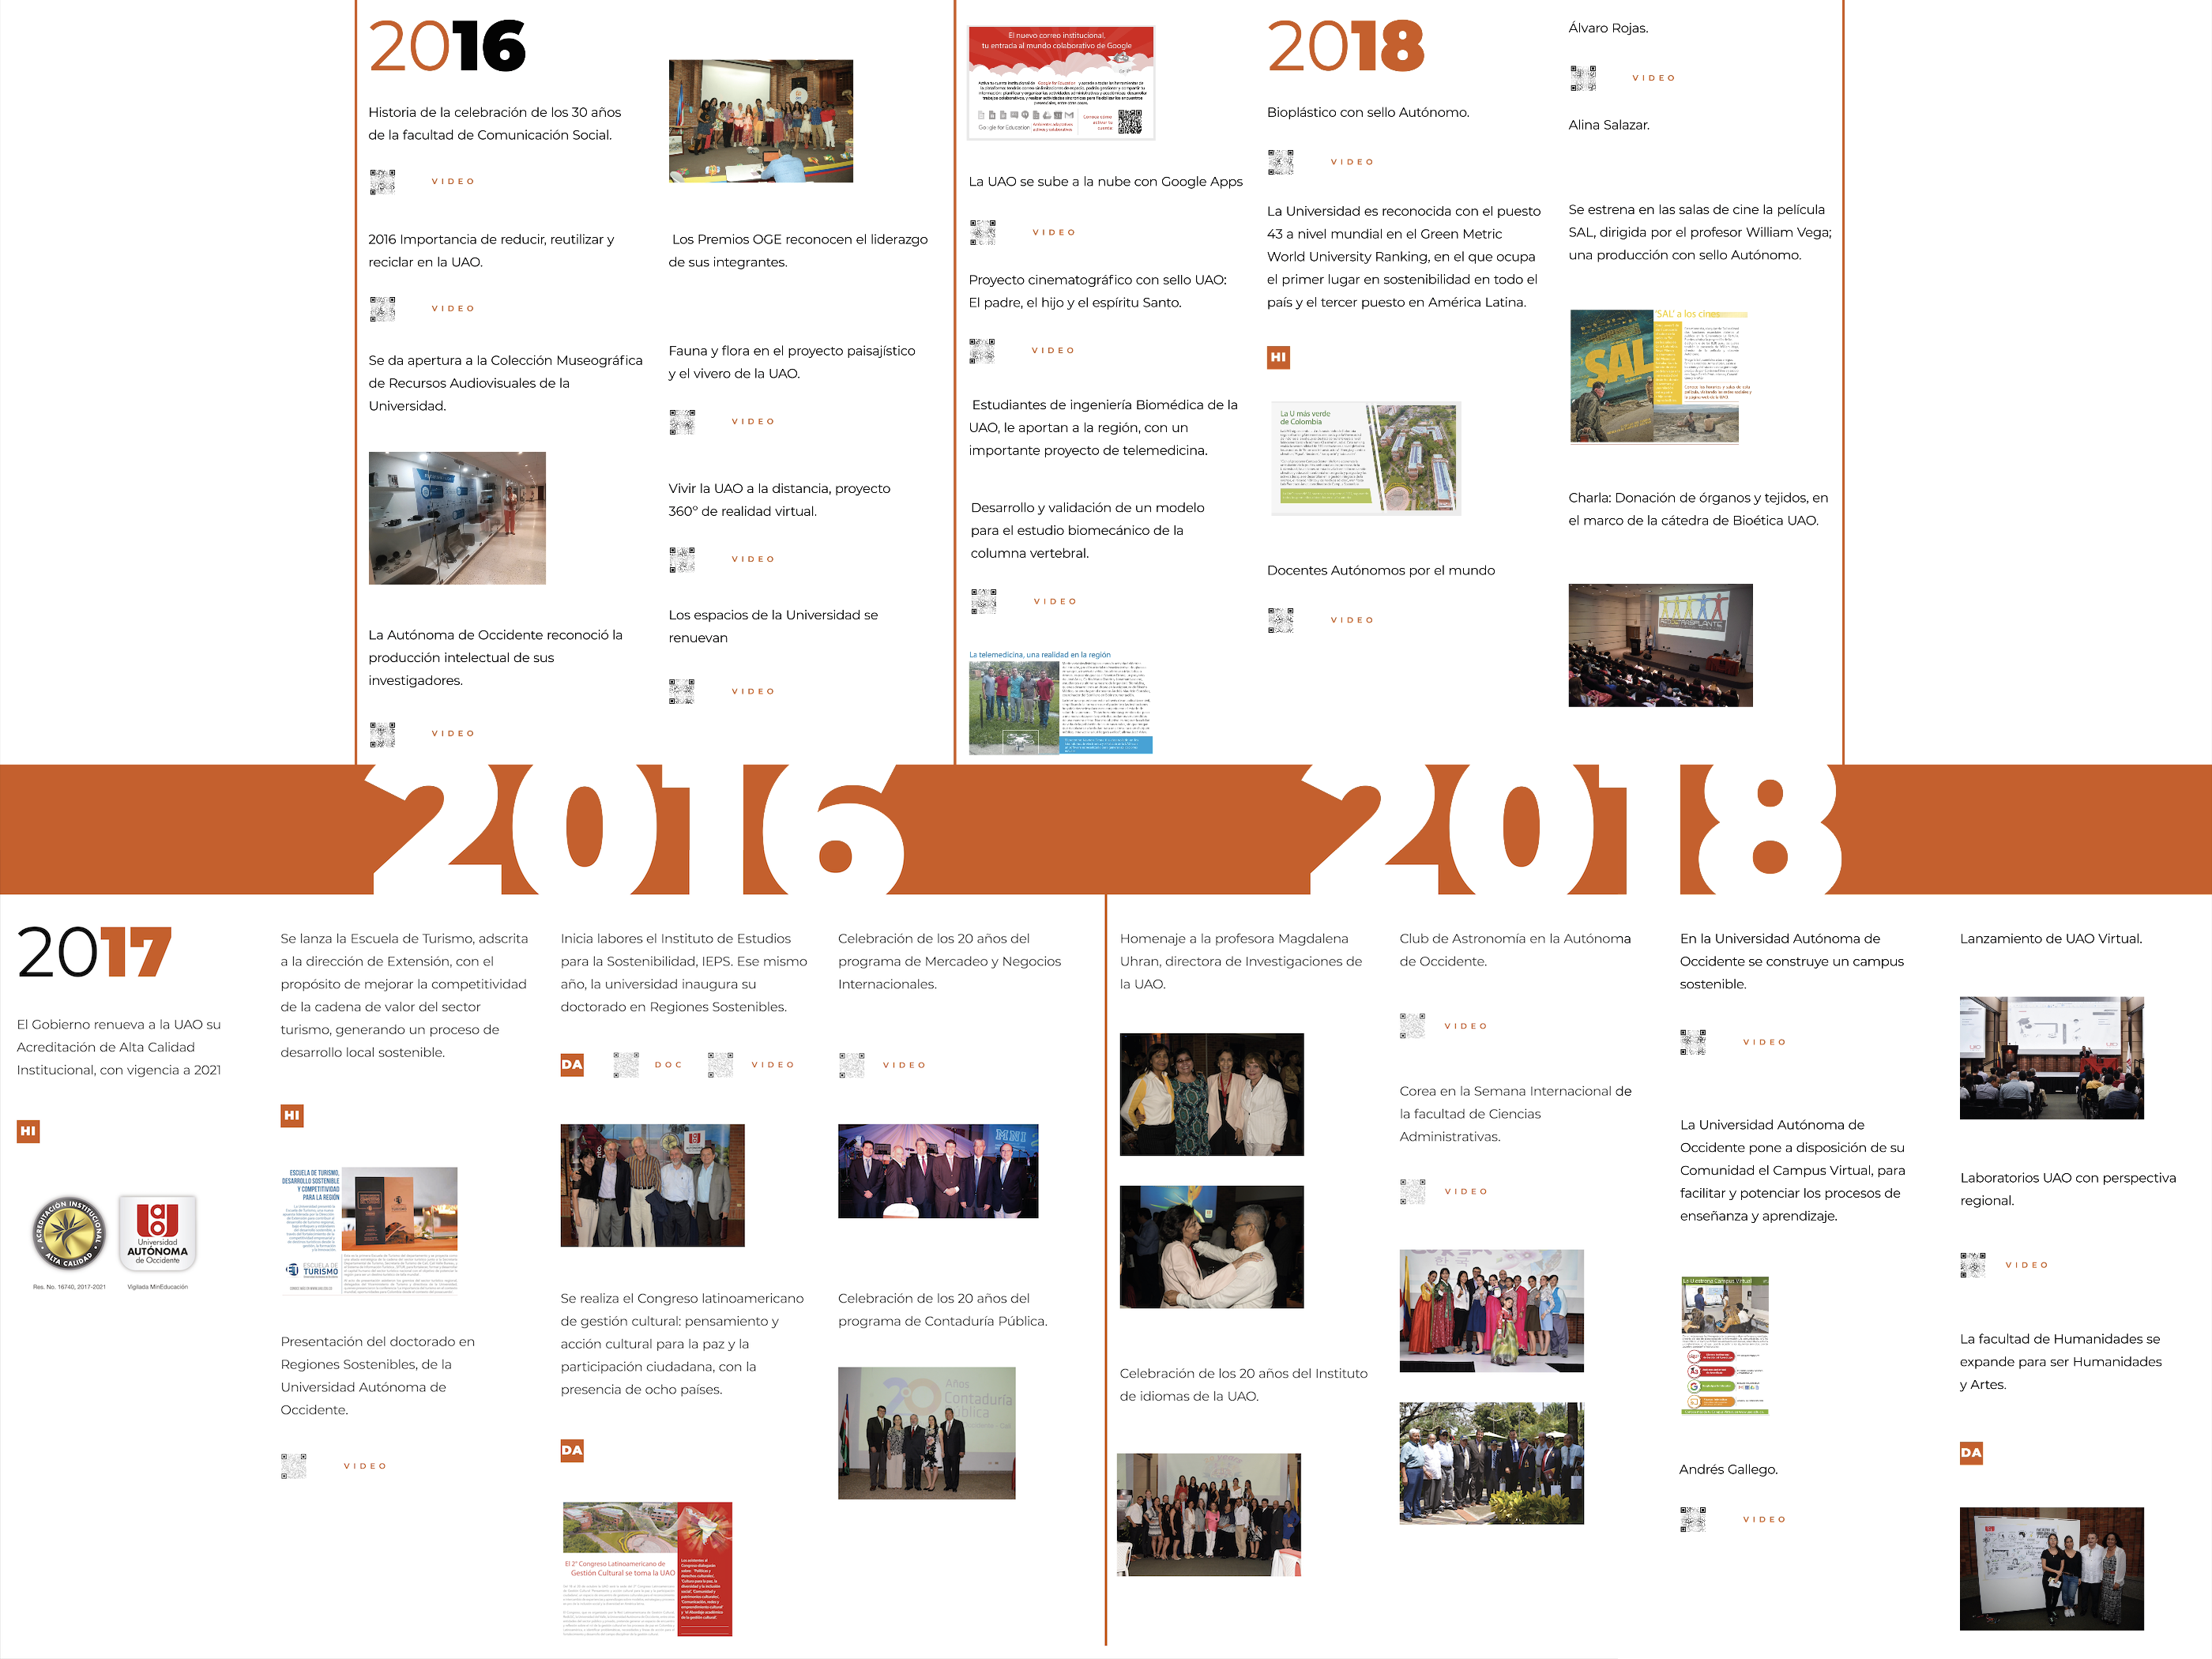 2016
Historia de la celebración de los 30 años
de la facultad de Comunicación Social.
VIDEO
2016 Importancia de reducir, reutilizar y
reciclar en la UAO.
VIDEO
Se da apertura a la Colección Museográfica
de Recursos Audiovisuales de la
Universidad.
La Autónoma de Occidente reconoció la
producción intelectual de sus
investigadores.
VIDEO
Los Premios OGE reconocen el liderazgo
de sus integrantes.
Fauna y flora en el proyecto paisajístico
y el vivero de la UAO.
VIDEO
Vivir la UAO a la distancia, proyecto
360º de realidad virtual.
VIDEO
Los espacios de la Universidad se
renuevan
VIDEO
El nuevo correo institucional,
tu entrada al mundo colaborativo de Google
Google for Education
La UAO se sube a la nube con Google Apps
VIDEO
Proyecto cinematográfico con sello UAO:
El padre, el hijo y el espíritu Santo.
VIDEO
Estudiantes de ingeniería Biomédica de la
UAO, le aportan a la región, con un
importante proyecto de telemedicina.
Desarrollo y validación de un modelo
para el estudio biomecánico de la
columna vertebral.
VIDEO
La telemedicina, una realidad en la región
2018
Bioplástico con sello Autónomo.
VIDEO
La Universidad es reconocida con el puesto
43 a nivel mundial en el Green Metric
World University Ranking, en el que ocupa
el primer lugar en sostenibilidad en todo el
país y el tercer puesto en América Latina.
HI
La U más verde
de Colombia
Docentes Autónomos por el mundo
VIDEO
Álvaro Rojas.
VIDEO
Alina Salazar.
Se estrena en las salas de cine la película
SAL, dirigida por el profesor William Vega;
una producción con sello Autónomo.
'SAL' a los cines
SAL
Charla: Donación de órganos y tejidos, en
el marco de la cátedra de Bioética UAO.
2016
2018
2017
El Gobierno renueva a la UAO su
Acreditación de Alta Calidad
Institucional, con vigencia a 2021
HI
ACREDITACIÓN INSTITUCIONAL
ALTA CALIDAD
Universidad
AUTÓNOMA
de Occidente
Res. No. 16740, 2017-2021
Vigilada MinEducación
Se lanza la Escuela de Turismo, adscrita
a la dirección de Extensión, con el
propósito de mejorar la competitividad
de la cadena de valor del sector
turismo, generando un proceso de
desarrollo local sostenible.
HI
ESCUELA DE TURISMO,
DESARROLLO SOSTENIBLE
Y COMPETITIVIDAD
PARA LA REGIÓN
ESCUELA DE
TURISMO
Presentación del doctorado en
Regiones Sostenibles, de la
Universidad Autónoma de
Occidente.
VIDEO
Inicia labores el Instituto de Estudios
para la Sostenibilidad, IEPS. Ese mismo
año, la universidad inaugura su
doctorado en Regiones Sostenibles.
DA
DOC
VIDEO
Se realiza el Congreso latinoamericano
de gestión cultural: pensamiento y
acción cultural para la paz y la
participación ciudadana, con la
presencia de ocho países.
DA
El 2° Congreso Latinoamericano de
Gestión Cultural se toma la UAO
Celebración de los 20 años del
programa de Mercadeo y Negocios
Internacionales.
VIDEO
MNI
Celebración de los 20 años del
programa de Contaduría Pública.
20 Años
Contaduría
Pública
Homenaje a la profesora Magdalena
Uhran, directora de Investigaciones de
la UAO.
Celebración de los 20 años del Instituto
de idiomas de la UAO.
Club de Astronomía en la Autónoma
de Occidente.
VIDEO
Corea en la Semana Internacional de
la facultad de Ciencias
Administrativas.
VIDEO
En la Universidad Autónoma de
Occidente se construye un campus
sostenible.
VIDEO
La Universidad Autónoma de
Occidente pone a disposición de su
Comunidad el Campus Virtual, para
facilitar y potenciar los procesos de
enseñanza y aprendizaje.
Andrés Gallego.
VIDEO
Lanzamiento de UAO Virtual.
Laboratorios UAO con perspectiva
regional.
VIDEO
La facultad de Humanidades se
expande para ser Humanidades
y Artes.
DA